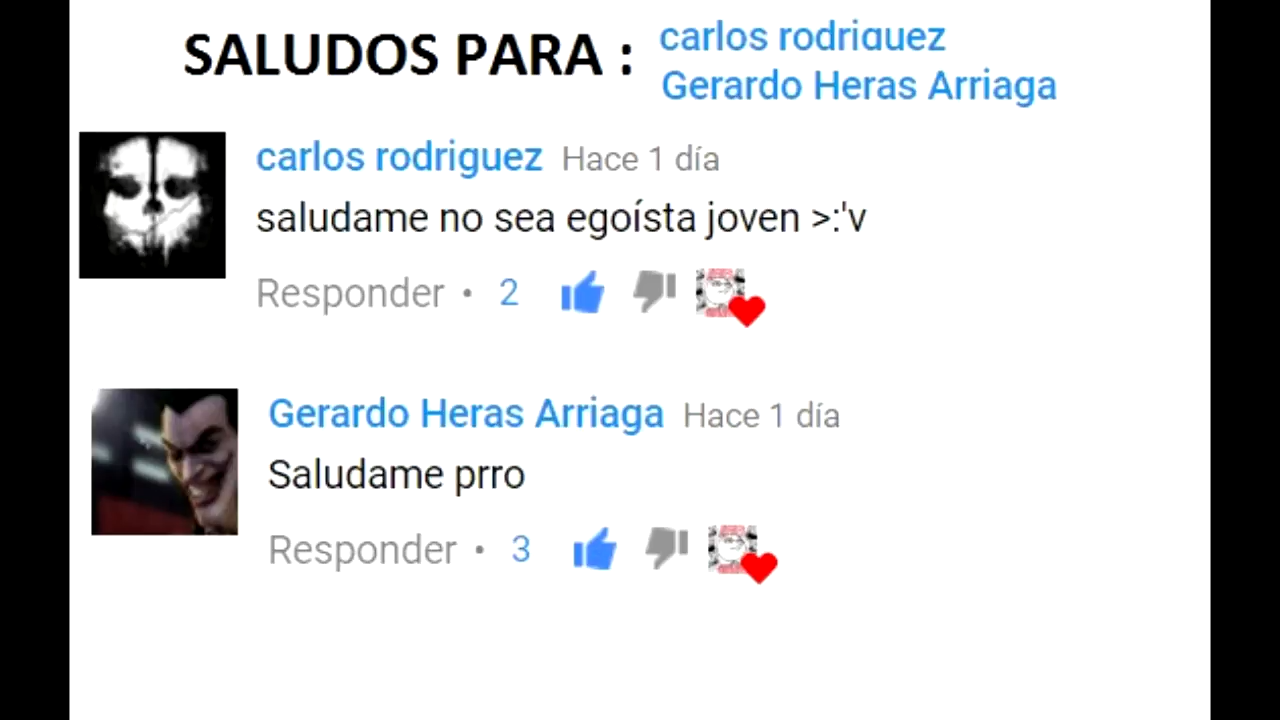 SALUDOS PARA : carlos rodriguez
Gerardo Heras Arriaga
carlos rodriguez Hace 1 día
saludame no sea egoísta joven >:'v
Responder • 2
Gerardo Heras Arriaga Hace 1 día
Saludame prro
Responder • 3